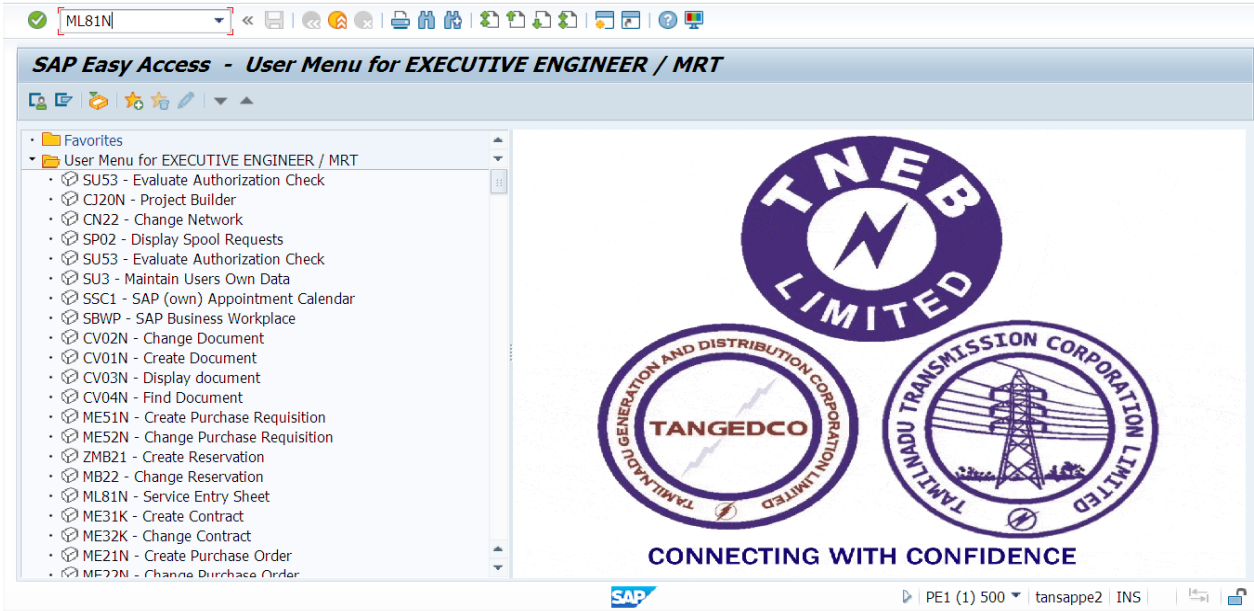 ML81N
SAP Easy Access - User Menu for EXECUTIVE ENGINEER / MRT
Favorites
User Menu for EXECUTIVE ENGINEER / MRT
SU53 - Evaluate Authorization Check
CJ20N - Project Builder
CN22 - Change Network
SP02 - Display Spool Requests
SU53 - Evaluate Authorization Check
SU3 - Maintain Users Own Data
SSC1 - SAP (own) Appointment Calendar
SBWP - SAP Business Workplace
CV02N - Change Document
CV01N - Create Document
CV03N - Display document
CV04N - Find Document
ME51N - Create Purchase Requisition
ME52N - Change Purchase Requisition
ZMB21 - Create Reservation
MB22 - Change Reservation
ML81N - Service Entry Sheet
ME31K - Create Contract
ME32K - Change Contract
ME21N - Create Purchase Order
ME22N - Change Purchase Order
TNEB
LIMITED
TAMILNADU GENERATION AND DISTRIBUTION CORPORATION LIMITED
TANGEDCO
TAMILNADU TRANSMISSION CORPORATION LIMITED
CONNECTING WITH CONFIDENCE
SAP
PE1 (1) 500
tansappe2
INS